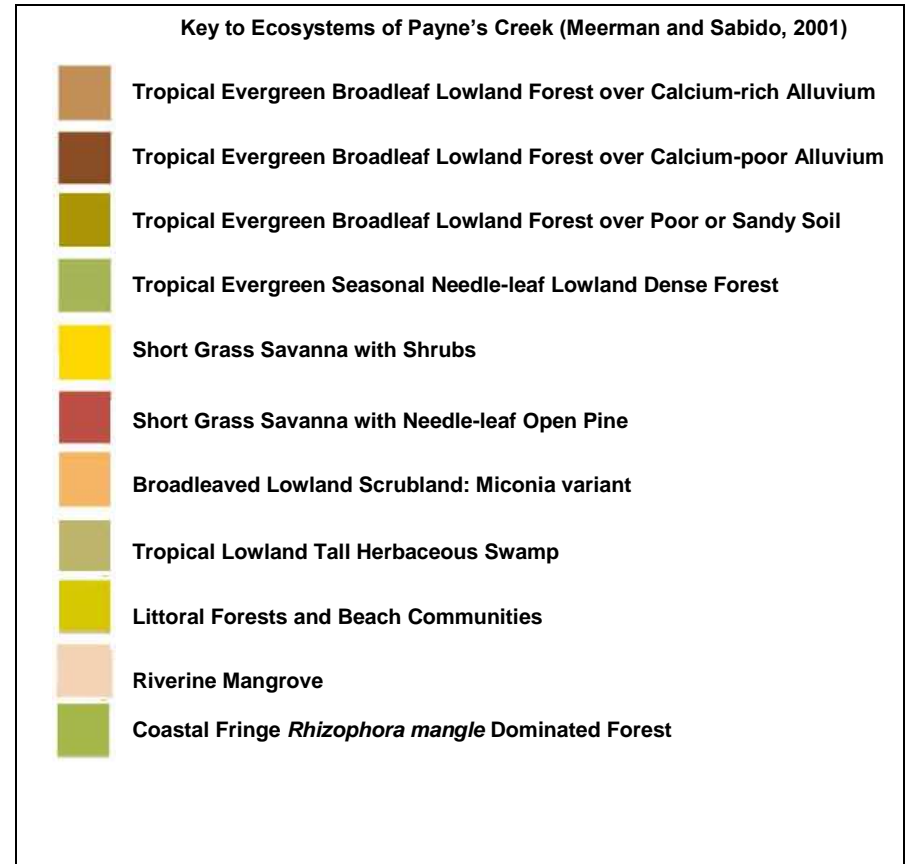 Key to Ecosystems of Payne’s Creek (Meerman and Sabido, 2001)
Tropical Evergreen Broadleaf Lowland Forest over Calcium-rich Alluvium
Tropical Evergreen Broadleaf Lowland Forest over Calcium-poor Alluvium
Tropical Evergreen Broadleaf Lowland Forest over Poor or Sandy Soil
Tropical Evergreen Seasonal Needle-leaf Lowland Dense Forest
Short Grass Savanna with Shrubs
Short Grass Savanna with Needle-leaf Open Pine
Broadleaved Lowland Scrubland: Miconia variant
Tropical Lowland Tall Herbaceous Swamp
Littoral Forests and Beach Communities
Riverine Mangrove
Coastal Fringe Rhizophora mangle Dominated Forest